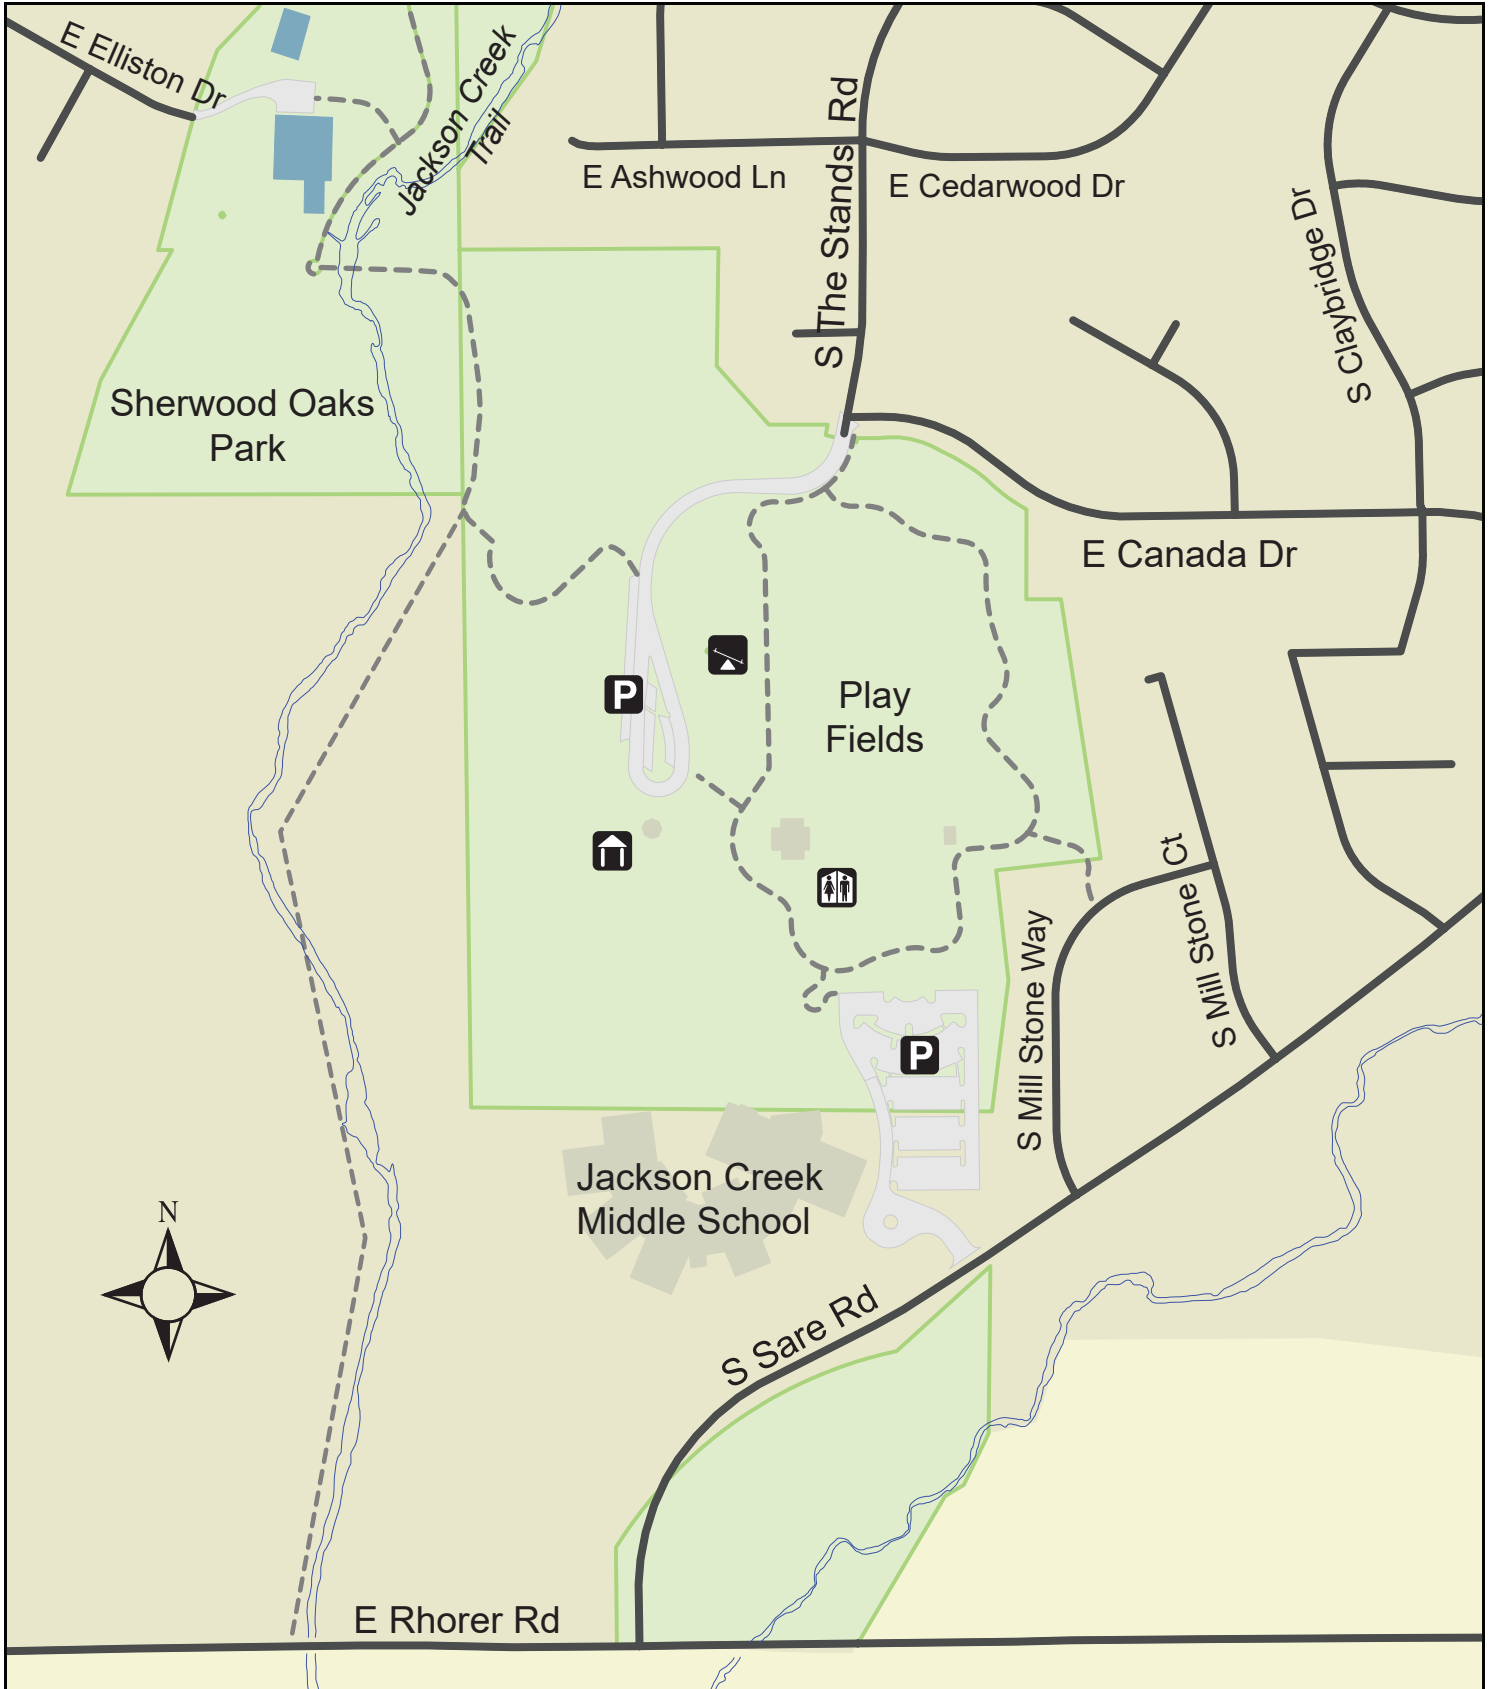 E Elliston Dr
Jackson Creek
Trail
S The Stands Rd
E Ashwood Ln
E Cedarwood Dr
S Claybridge Dr
Sherwood Oaks
Park
E Canada Dr
P
Play
Fields
S Mill Stone Ct
S Mill Stone Way
P
Jackson Creek
Middle School
N
S Sare Rd
E Rhorer Rd